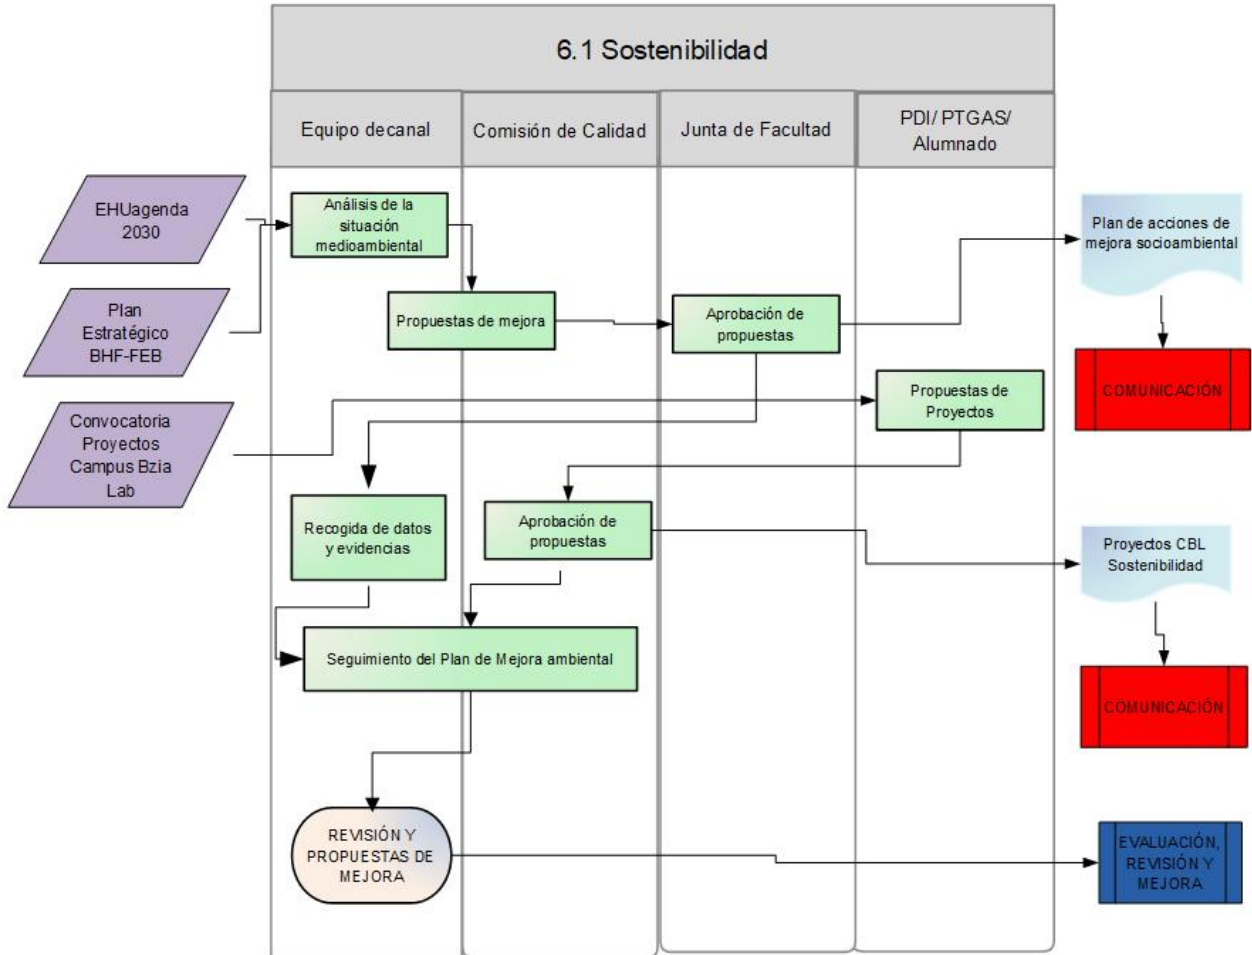 6.1 Sostenibilidad
Equipo decanal
Comisión de Calidad
Junta de Facultad
PDI/ PTGAS/
Alumnado
EHUagenda
2030
Análisis de la
situación
medioambiental
Plan de acciones de
mejora socioambiental
Plan
Estratégico
BHF-FEB
Propuestas de mejora
Aprobación de
propuestas
COMUNICACIÓN
Propuestas de
Proyectos
Convocatoria
Proyectos
Campus Bzia
Lab
Recogida de datos
y evidencias
Aprobación de
propuestas
Proyectos CBL
Sostenibilidad
Seguimiento del Plan de Mejora ambiental
COMUNICACIÓN
REVISIÓN Y
PROPUESTAS DE
MEJORA
EVALUACIÓN,
REVISIÓN Y
MEJORA